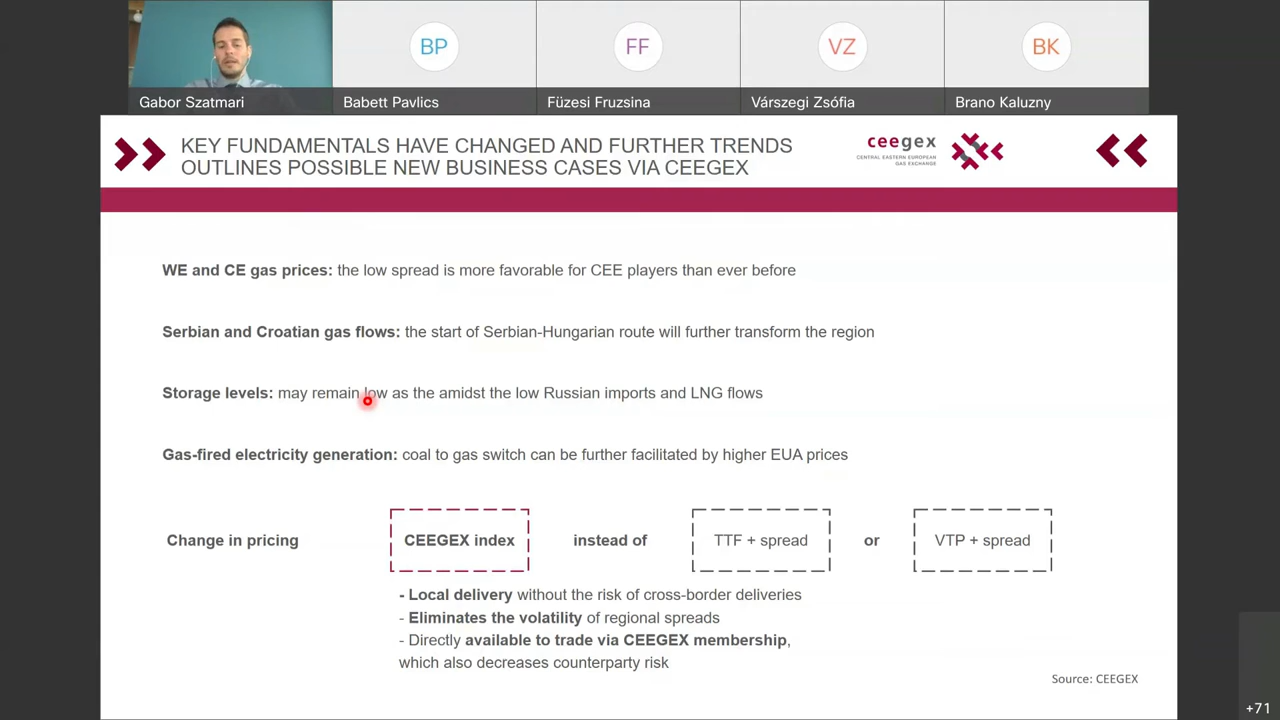 BP
FF
VZ
BK
Gabor Szatmari
Babett Pavlics
Füzesi Fruzsina
Várszegi Zsófia
Brano Kaluzny
KEY FUNDAMENTALS HAVE CHANGED AND FURTHER TRENDS
OUTLINES POSSIBLE NEW BUSINESS CASES VIA CEEGEX
ceegex
CENTRAL EASTERN EUROPEAN
GAS EXCHANGE
WE and CE gas prices: the low spread is more favorable for CEE players than ever before
Serbian and Croatian gas flows: the start of Serbian-Hungarian route will further transform the region
Storage levels: may remain low as the amidst the low Russian imports and LNG flows
Gas-fired electricity generation: coal to gas switch can be further facilitated by higher EUA prices
Change in pricing
CEEGEX index
instead of
TTF + spread
or
VTP + spread
- Local delivery without the risk of cross-border deliveries
- Eliminates the volatility of regional spreads
- Directly available to trade via CEEGEX membership,
which also decreases counterparty risk
Source: CEEGEX
+71